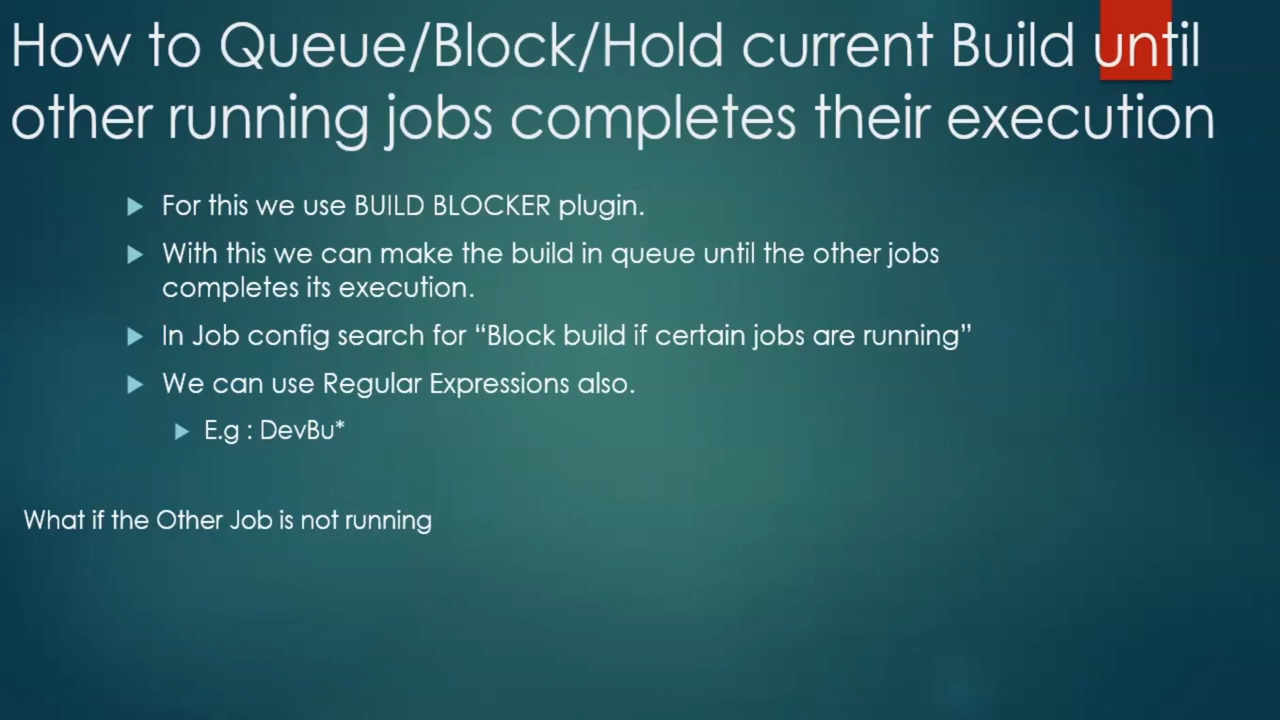 How to Queue/Block/Hold current Build until
other running jobs completes their execution
For this we use BUILD BLOCKER plugin.
With this we can make the build in queue until the other jobs
completes its execution.
In Job config search for “Block build if certain jobs are running”
We can use Regular Expressions also.
E.g : DevBu*
What if the Other Job is not running